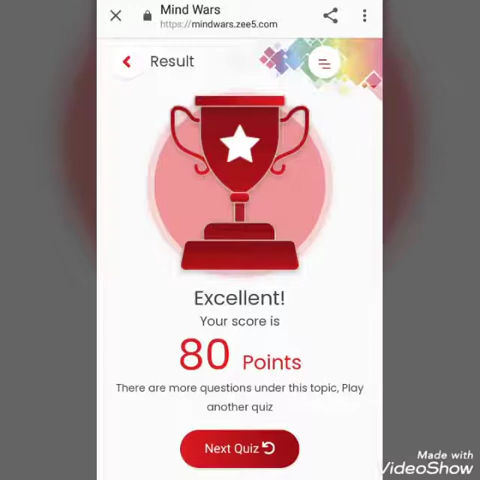 Mind Wars
https://mindwars.zee5.com
Result
Excellent!
Your score is
80 Points
There are more questions under this topic, Play
another quiz
Next Quiz
Made with
VideoShow